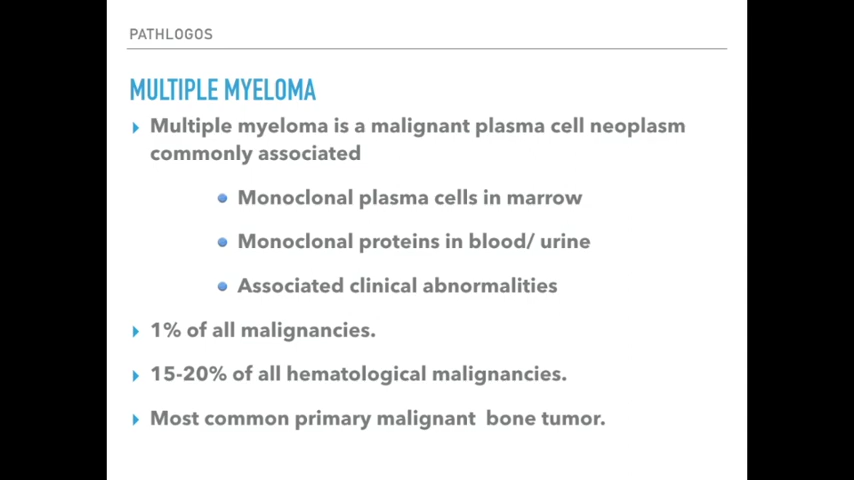 PATHLOGOS
MULTIPLE MYELOMA
Multiple myeloma is a malignant plasma cell neoplasm
commonly associated
Monoclonal plasma cells in marrow
Monoclonal proteins in blood/ urine
Associated clinical abnormalities
1% of all malignancies.
15-20% of all hematological malignancies.
Most common primary malignant  bone tumor.